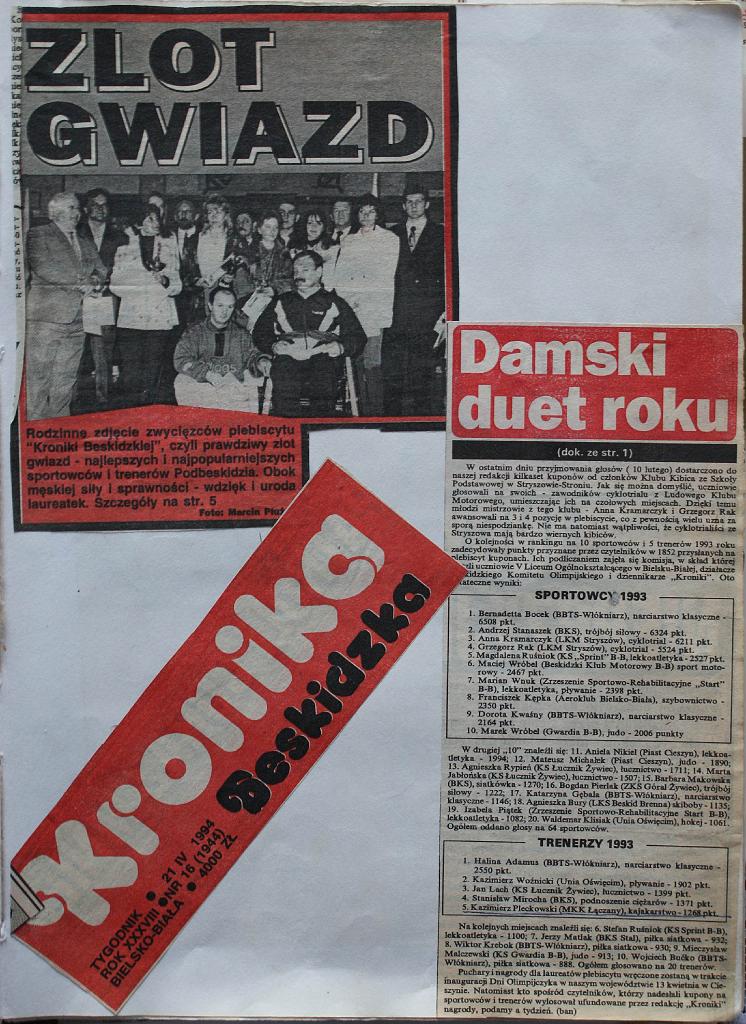 ZLOT
GWIAZD
Rodzinne zdjęcie zwycięzców plebiscytu
"Kroniki Beskidzkiej", czyli prawdziwy zlot
gwiazd - najlepszych i najpopularniejszych
sportowców i trenerów Podbeskidzia. Obok
męskiej siły i sprawności - wdzięk i uroda
laureatek. Szczegóły na str. 5
Foto: Marcin
Kronika
Beskidzka
TYGODNIK ● 21 IV 1994
ROK XXXVIII ● NR 16 (1944)
BIELSKO-BIAŁA ● 4000 ZŁ
Damski
duet roku
(dok. ze str. 1)
W ostatnim dniu przyjmowania głosów ( 10 lutego) dostarczono do
naszej redakcji kilkaset kuponów od członków Klubu Kibica ze Szkoły
Podstawowej w Stryszowie-Stroniu. Jak się można domyślić, uczniowie
głosowali na swoich - zawodników cyklotrialu z Ludowego Klubu
Motorowego, umieszczając ich na czołowych miejscach. Dzięki temu
młodzi mistrzowie z tego klubu - Anna Kramarczyk i Grzegorz Rak
awansowali na 3 i 4 pozycję w plebiscycie, co z pewnością wielu uzna za
sporą niespodziankę. Nie ma natomiast wątpliwości, że cyklotrialiści ze
Stryszowa mają bardzo wiernych kibiców.
O kolejności w rankingu na 10 sportowców i 5 trenerów 1993 roku
zadecydowały punkty przyznane przez czytelników w 1852 przysłanych na
plebiscyt kuponach. Ich podliczaniem zajęła się komisja, w skład której
uczniowie V Liceum Ogólnokształcącego w Bielsku-Białej, działacze
kidzkiego Komitetu Olimpijskiego i dziennikarze „Kroniki”. Oto
ateczne wyniki:
SPORTOWCY 1993
1. Bernadetta Bocek (BBTS-Włókniarz), narciarstwo klasyczne -
6508 pkt.
2. Andrzej Stanaszek (BKS), trójbój siłowy - 6324 pkt.
3. Anna Kramarczyk (LKM Stryszów), cyklotrial - 6211 pkt.
4. Grzegorz Rak (LKM Stryszów), cyklotrial - 5524 pkt.
5. Magdalena Ruśniok (KS „Sprint” B-B, lekkoatletyka - 2527 pkt.
6. Maciej Wróbel (Beskidzki Klub Motorowy B-B) sport moto-
rowy - 2467 pkt.
7. Marian Wnuk (Zrzeszenie Sportowo-Rehabilitacyjne „Start”
B-B), lekkoatletyka, pływanie - 2398 pkt.
8. Franciszek Kępka (Aeroklub Bielsko-Biała), szybownictwo -
2350 pkt.
9. Dorota Kwaśny (BBTS-Włókniarz), narciarstwo klasyczne -
2164 pkt.
10. Marek Wróbel (Gwardia B-B), judo - 2006 punkty
W drugiej „10” znaleźli się: 11. Aniela Nikiel (Piast Cieszyn), lekkoa-
tletyka - 1994; 12. Mateusz Michałek (Piast Cieszyn), judo - 1890;
13. Agnieszka Rypień (KS Łucznik Żywiec), łucznictwo - 1711; 14. Marta
Jabłońska (KS Łucznik Żywiec), łucznictwo - 1507; 15. Barbara Makowska
(BKS), siatkówka - 1270; 16. Bogdan Pierlak (ZKS Góral Żywiec), trójbój
siłowy - 1222; 17. Katarzyna Gębala (BBTS-Włókniarz), narciarstwo
klasyczne - 1146; 18. Agnieszka Bury (LKS Beskid Brenna) skiboby - 1135;
19. Izabela Piątek (Zrzeszenie Sportowo-Rehabilitacyjne Start B-B),
lekkoatletyka - 1082; 20. Waldemar Klisiak (Unia Oświęcim), hokej - 1061.
Ogółem oddano głosy na 64 sportowców.
TRENERZY 1993
1. Halina Adamus (BBTS-Włókniarz), narciarstwo klasyczne -
2550 pkt.
2. Kazimierz Woźnicki (Unia Oświęcim), pływanie - 1902 pkt.
3. Jan Lach (KS Łucznik Żywiec), łucznictwo - 1399 pkt.
4. Stanisław Mirocha (BKS), podnoszenie ciężarów - 1371 pkt.
5. Kazimierz Pleckowski (MKK Łączany), kajakarstwo - 1268 pkt.
Na kolejnych miejscach znaleźli się: 6. Stefan Ruśniok (KS Sprint B-B),
lekkoatletyka - 1100; 7. Jerzy Matlak (BKS Stal), piłka siatkowa - 932;
8. Wiktor Krebok (BBTS-Włókniarz), piłka siatkowa - 930; 9. Mieczysław
Malczewski (KS Gwardia B-B), judo - 913; 10. Wojciech Bućko (BBTS-
Włókniarz), piłka siatkowa - 888. Ogółem głosowano na 20 trenerów.
Puchary i nagrody dla laureatów plebiscytu wręczone zostaną w trakcie
inauguracji Dni Olimpijczyka w naszym województwie 13 kwietnia w Cie-
szynie. Natomiast kto spośród czytelników, którzy nadesłali kupony na
sportowców i trenerów wylosował ufundowane przez redakcję „Kroniki”
nagrody, podamy a tydzień. (ban)